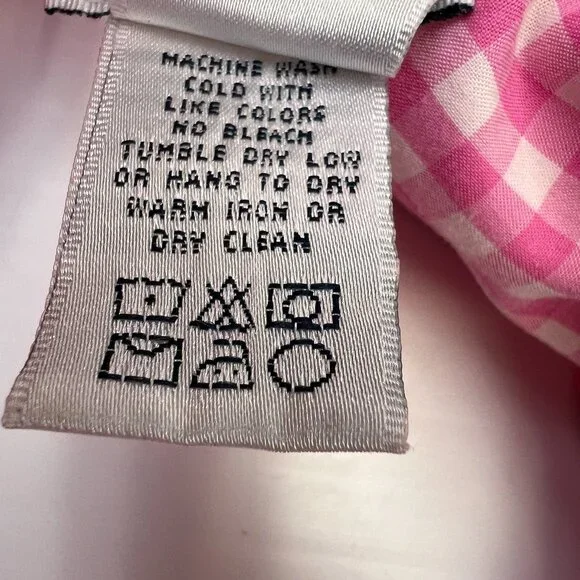 MACHINE WASH
COLD WITH
LIKE COLORS
NO BLEACH
TUMBLE DRY LOW
OR HANG TO DRY
WARM IRON OR
DRY CLEAN